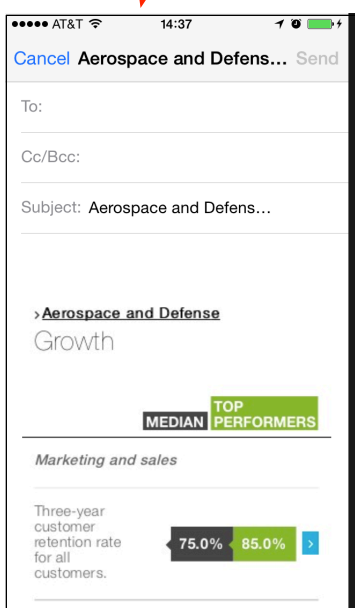 AT&T 14:37
Cancel Aerospace and Defens... Send
To:
Cc/Bcc:
Subject: Aerospace and Defens...
>Aerospace and Defense
Growth
MEDIAN TOP PERFORMERS
Marketing and sales
Three-year
customer
retention rate
for all
customers.
75.0% 85.0% >